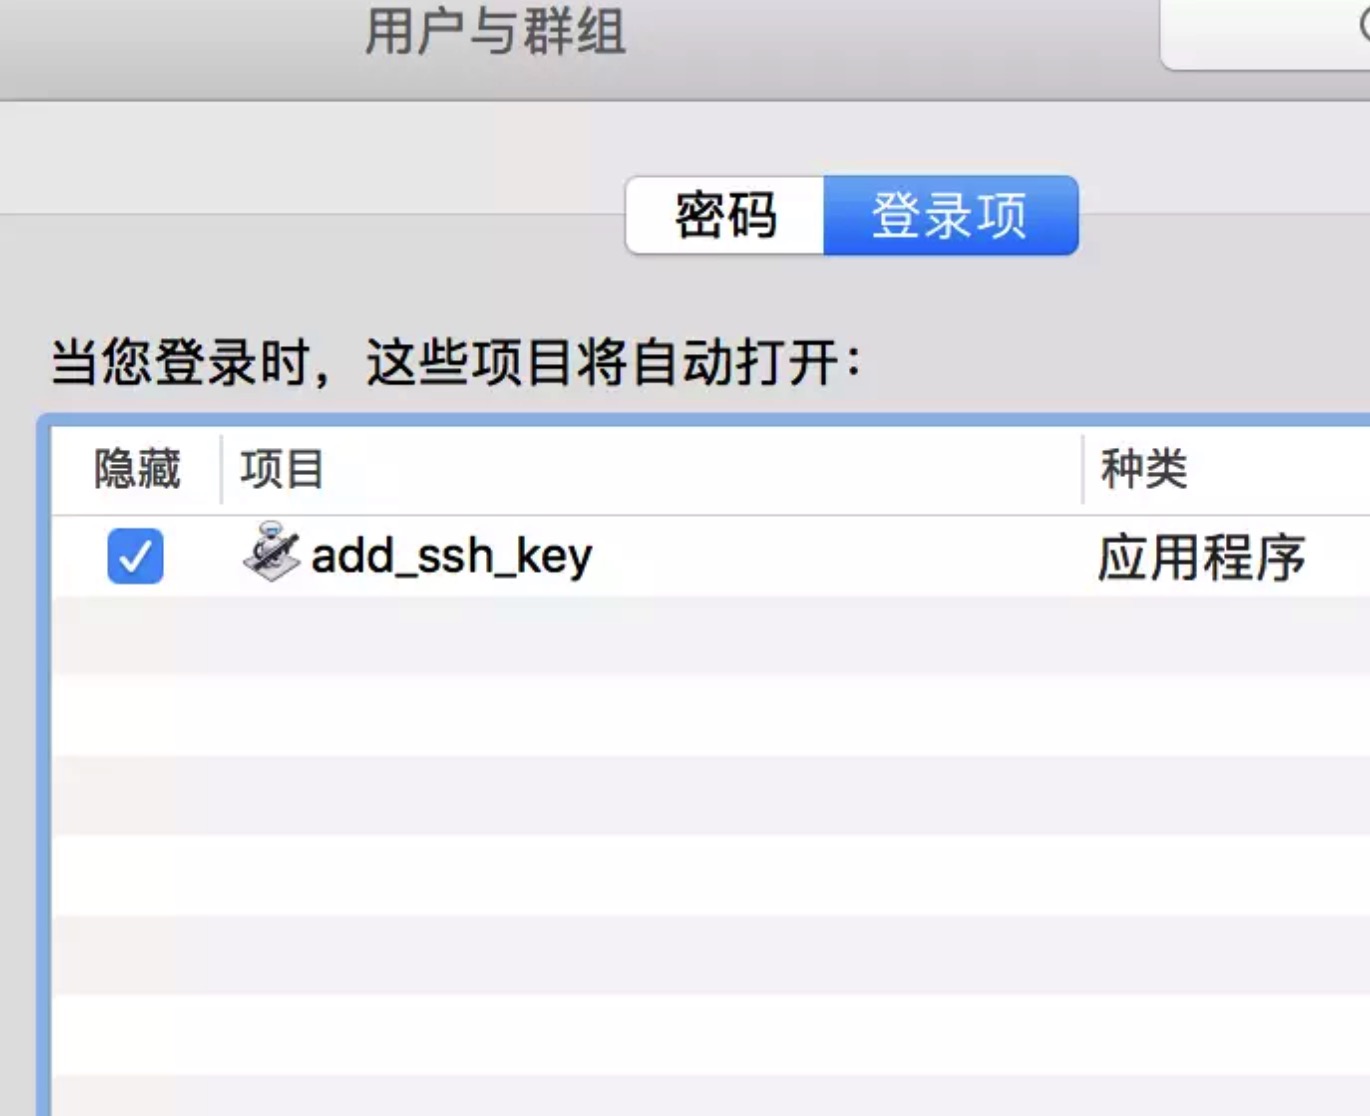 用户与群组
密码 登录项
当您登录时，这些项目将自动打开：
隐藏 项目 种类
add_ssh_key 应用程序